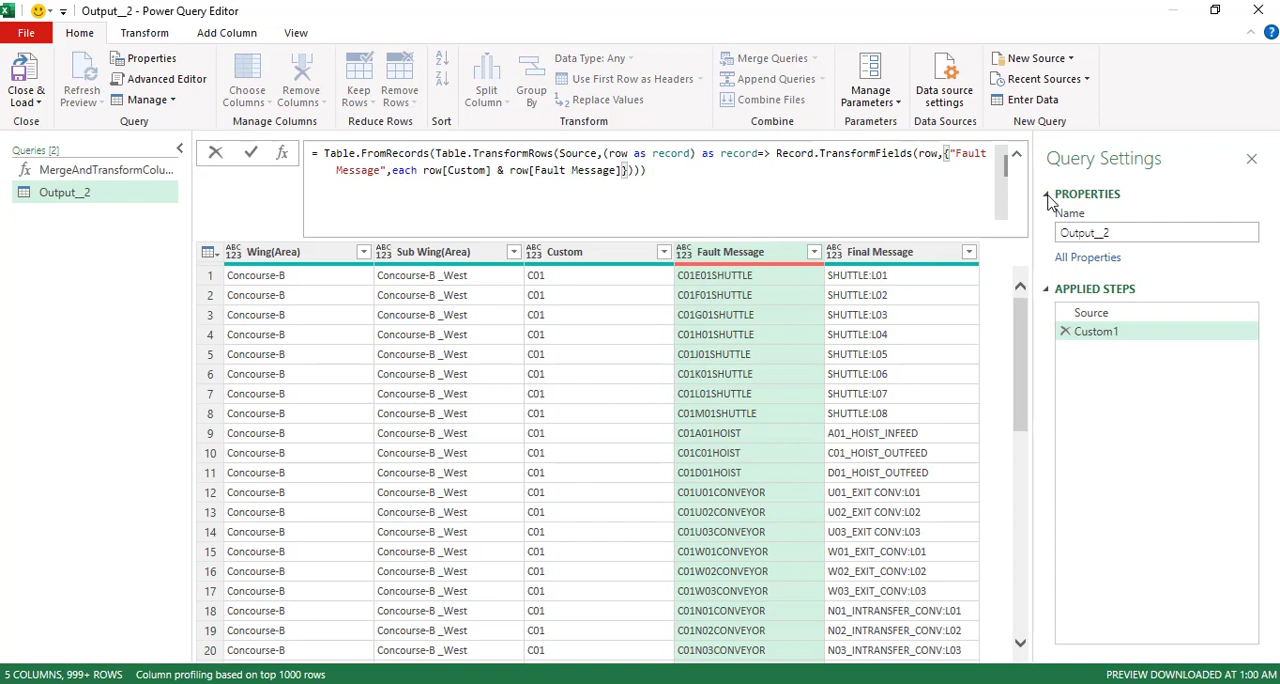 Output__2 - Power Query Editor
File Home Transform Add Column View
Close & Load
Close
Refresh Preview
Properties
Advanced Editor
Manage
Query
Choose Columns
Remove Columns
Manage Columns
Keep Rows
Remove Rows
Reduce Rows
Sort
Split Column
Group By
Data Type: Any
Use First Row as Headers
Replace Values
Transform
Merge Queries
Append Queries
Combine Files
Combine
Manage Parameters
Parameters
Data source settings
Data Sources
New Source
Recent Sources
Enter Data
New Query
Queries [2]
MergeAndTransformColu...
Output__2
= Table.FromRecords(Table.TransformRows(Source,(row as record) as record=> Record.TransformFields(row,{"Fault
Message",each row[Custom] & row[Fault Message]})))
Wing(Area) Sub Wing(Area) Custom Fault Message Final Message
1 Concourse-B Concourse-B _West C01 C01E01SHUTTLE SHUTTLE:L01
2 Concourse-B Concourse-B _West C01 C01F01SHUTTLE SHUTTLE:L02
3 Concourse-B Concourse-B _West C01 C01G01SHUTTLE SHUTTLE:L03
4 Concourse-B Concourse-B _West C01 C01H01SHUTTLE SHUTTLE:L04
5 Concourse-B Concourse-B _West C01 C01J01SHUTTLE SHUTTLE:L05
6 Concourse-B Concourse-B _West C01 C01K01SHUTTLE SHUTTLE:L06
7 Concourse-B Concourse-B _West C01 C01L01SHUTTLE SHUTTLE:L07
8 Concourse-B Concourse-B _West C01 C01M01SHUTTLE SHUTTLE:L08
9 Concourse-B Concourse-B _West C01 C01A01HOIST A01_HOIST_INFEED
10 Concourse-B Concourse-B _West C01 C01C01HOIST C01_HOIST_OUTFEED
11 Concourse-B Concourse-B _West C01 C01D01HOIST D01_HOIST_OUTFEED
12 Concourse-B Concourse-B _West C01 C01U01CONVEYOR U01_EXIT CONV:L01
13 Concourse-B Concourse-B _West C01 C01U02CONVEYOR U02_EXIT CONV:L02
14 Concourse-B Concourse-B _West C01 C01U03CONVEYOR U03_EXIT CONV:L03
15 Concourse-B Concourse-B _West C01 C01W01CONVEYOR W01_EXIT_CONV:L01
16 Concourse-B Concourse-B _West C01 C01W02CONVEYOR W02_EXIT_CONV:L02
17 Concourse-B Concourse-B _West C01 C01W03CONVEYOR W03_EXIT_CONV:L03
18 Concourse-B Concourse-B _West C01 C01N01CONVEYOR N01_INTRANSFER_CONV:L01
19 Concourse-B Concourse-B _West C01 C01N02CONVEYOR N02_INTRANSFER_CONV:L02
20 Concourse-B Concourse-B _West C01 C01N03CONVEYOR N03_INTRANSFER_CONV:L03
Query Settings
PROPERTIES
Name
Output__2
All Properties
APPLIED STEPS
Source
Custom1
5 COLUMNS, 999+ ROWS Column profiling based on top 1000 rows PREVIEW DOWNLOADED AT 1:00 AM